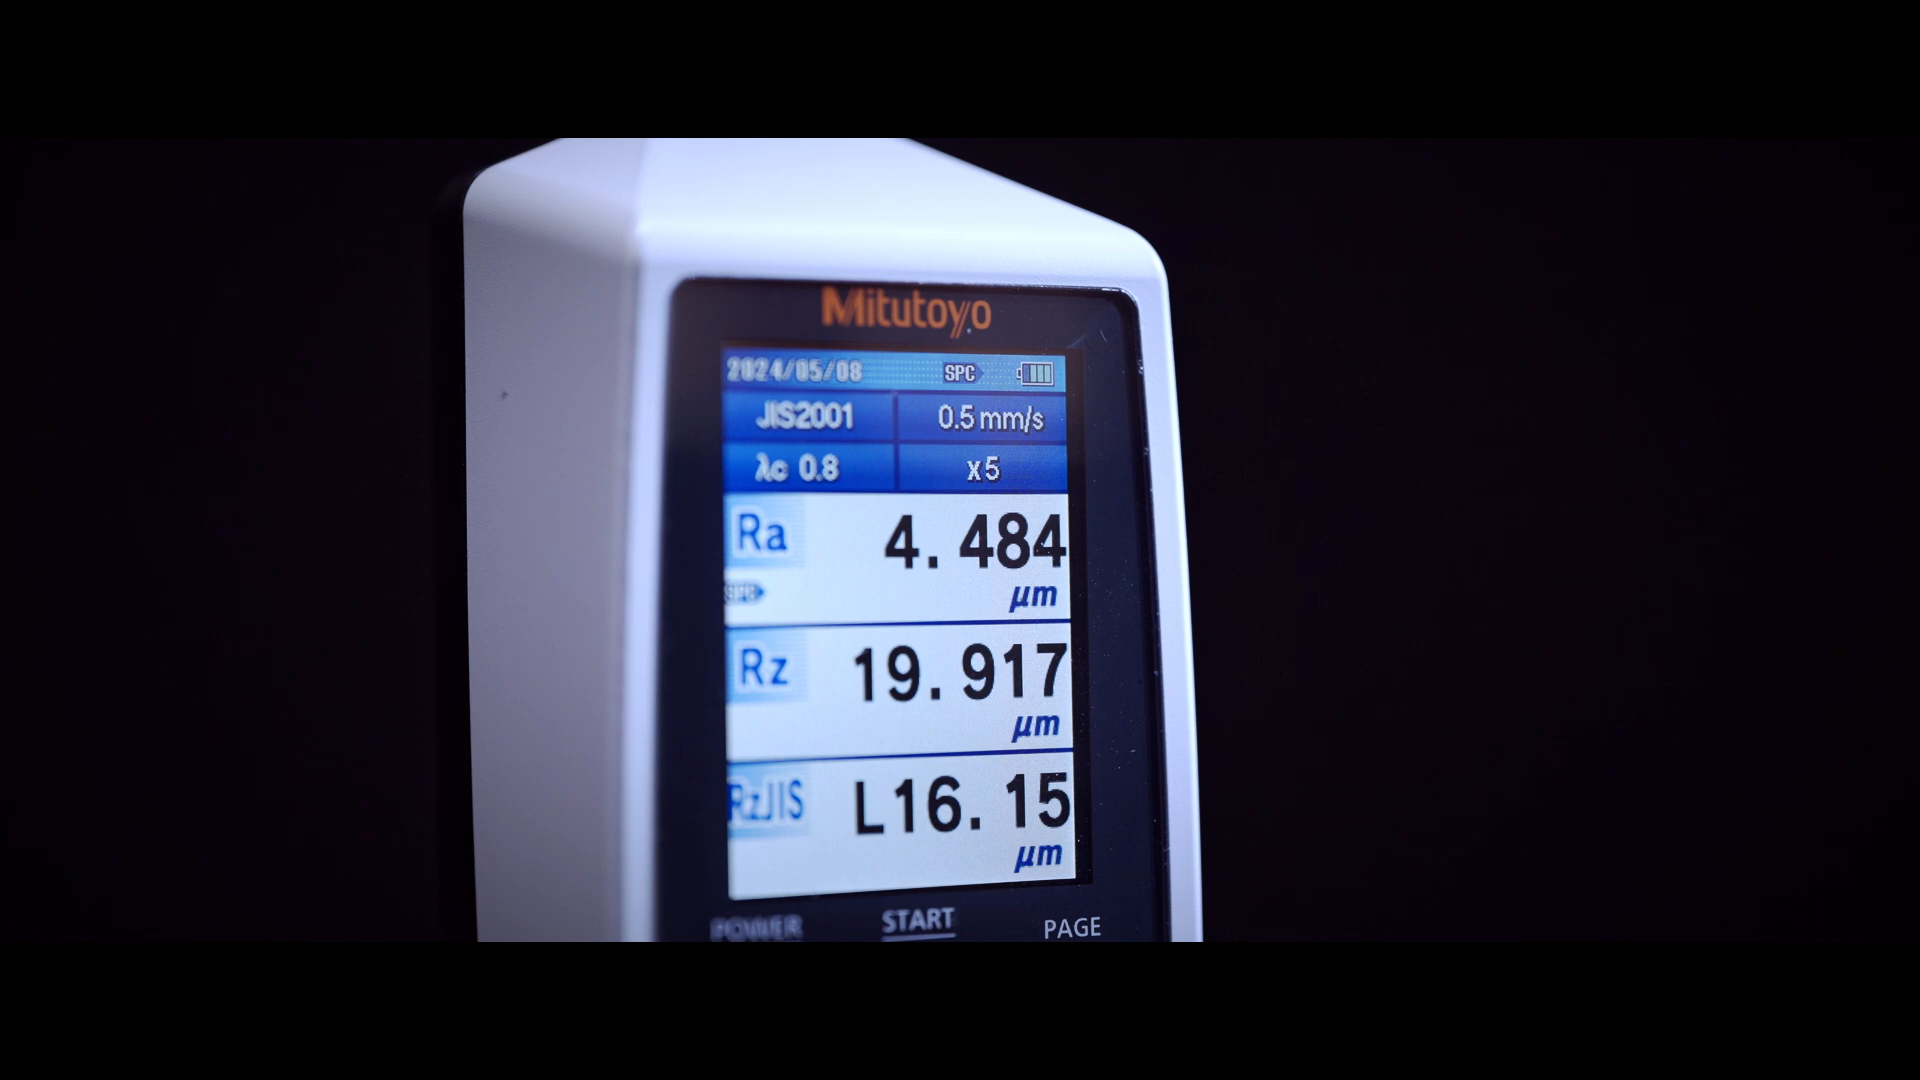 Mitutoyo
2024/05/08 SPC
JIS2001 0.5 mm/s
λc 0.8 x5
Ra 4.484
SPC µm
Rz 19.917
µm
RzJIS L16.15
µm
POWER START PAGE